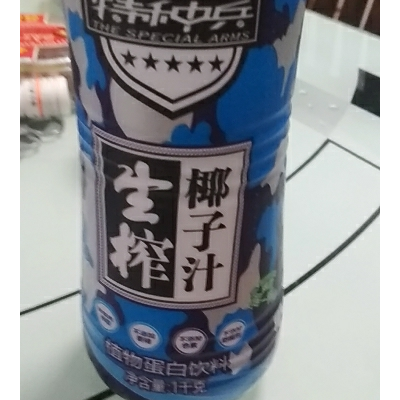 特种兵
THE SPECIAL ARMS
生榨
椰子汁
植物蛋白饮料
净含量:1千克